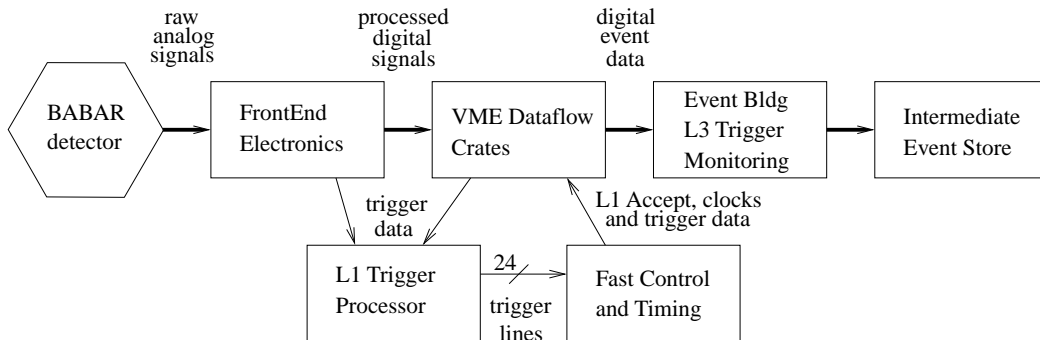 raw
analog
signals
processed
digital
signals
digital
event
data
BABAR
detector
FrontEnd
Electronics
VME Dataflow
Crates
Event Bldg
L3 Trigger
Monitoring
Intermediate
Event Store
trigger
data
L1 Accept, clocks
and trigger data
L1 Trigger
Processor
24
trigger
lines
Fast Control
and Timing